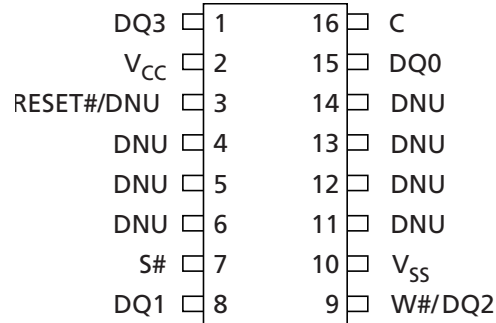 DQ3 1 16 C
VCC 2 15 DQ0
RESET#/DNU 3 14 DNU
DNU 4 13 DNU
DNU 5 12 DNU
DNU 6 11 DNU
S# 7 10 VSS
DQ1 8 9 W#/DQ2